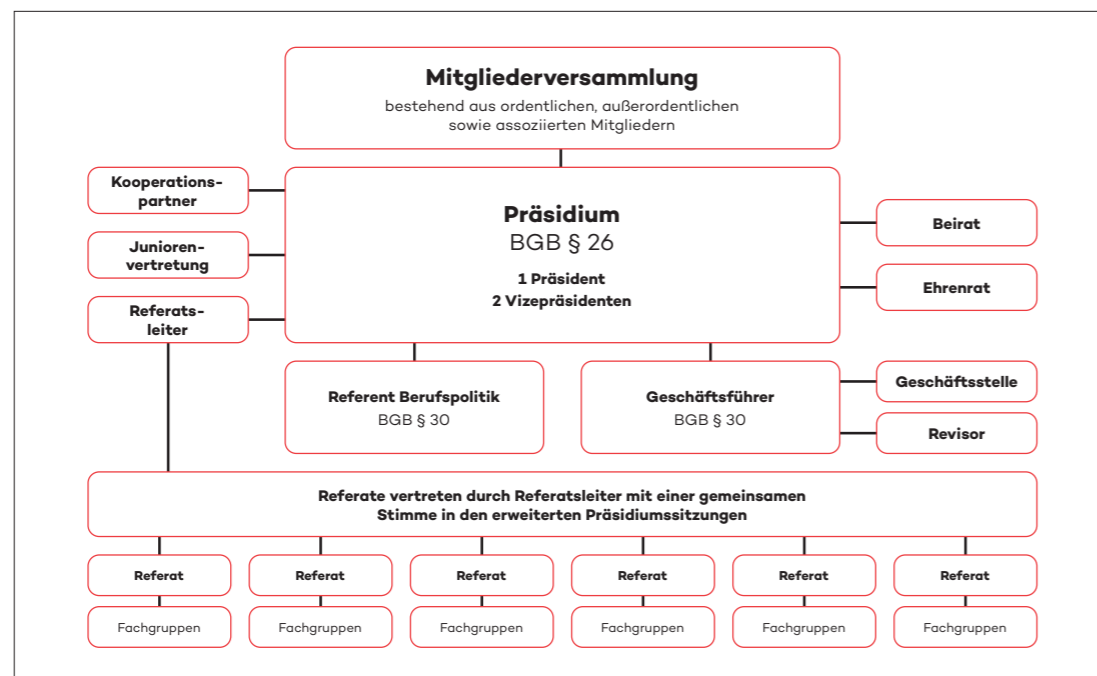 Mitgliederversammlung
bestehend aus ordentlichen, außerordentlichen
sowie assoziierten Mitgliedern
Kooperations-
partner
Junioren-
vertretung
Referats-
leiter
Präsidium
BGB § 26
1 Präsident
2 Vizepräsidenten
Beirat
Ehrenrat
Referent Berufspolitik
BGB § 30
Geschäftsführer
BGB § 30
Geschäftsstelle
Revisor
Referate vertreten durch Referatsleiter mit einer gemeinsamen
Stimme in den erweiterten Präsidiumssitzungen
Referat
Referat
Referat
Referat
Referat
Referat
Fachgruppen
Fachgruppen
Fachgruppen
Fachgruppen
Fachgruppen
Fachgruppen